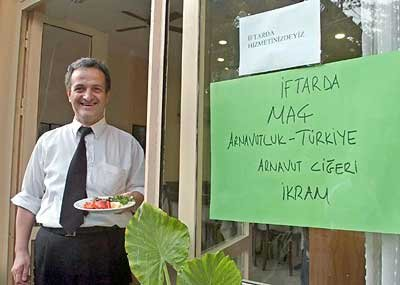 İFTARDA
HİZMETİNİZDEYİZ
İFTARDA
MAÇ
ARNAVUTLUK-TÜRKİYE
ARNAVUT CİĞERİ
İKRAM